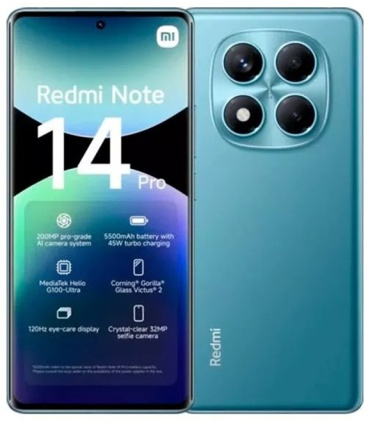 mi
Redmi Note
14 Pro
200MP pro-grade
AI camera system
5500mAh battery with
45W turbo charging
MediaTek Helio
G100-Ultra
Corning® Gorilla®
Glass Victus® 2
120Hz eye-care display
Crystal-clear 32MP
selfie camera
Redmi